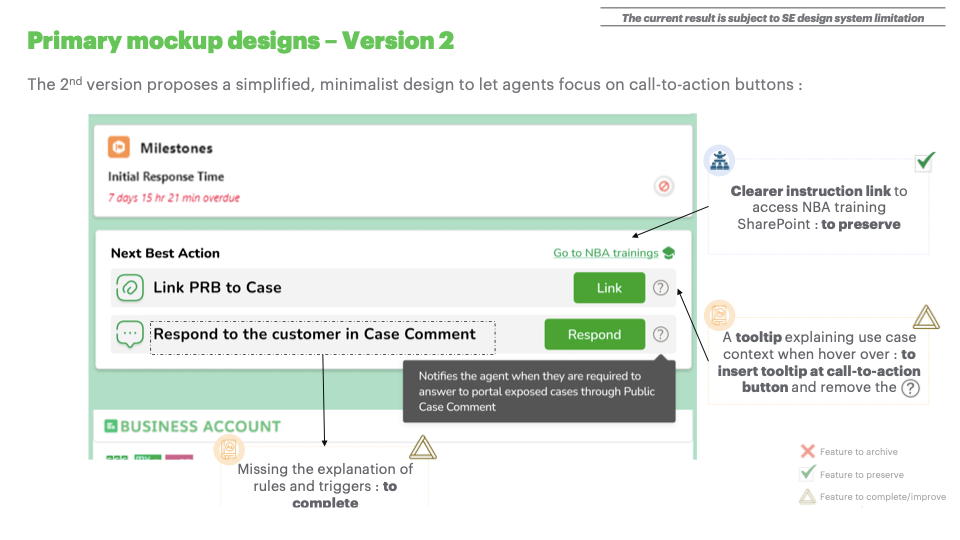 The current result is subject to SE design system limitation
Primary mockup designs – Version 2
The 2nd version proposes a simplified, minimalist design to let agents focus on call-to-action buttons :
Milestones
Initial Response Time
7 days 15 hr 21 min overdue
Clearer instruction link to
access NBA training
SharePoint : to preserve
Next Best Action
Go to NBA trainings
Link PRB to Case
Link
?
Respond to the customer in Case Comment
Respond
?
A tooltip explaining use case
context when hover over : to
insert tooltip at call-to-action
button and remove the ?
Notifies the agent when they are required to
answer to portal exposed cases through Public
Case Comment
BUSINESS ACCOUNT
Missing the explanation of
rules and triggers : to
complete
Feature to archive
Feature to preserve
Feature to complete/improve